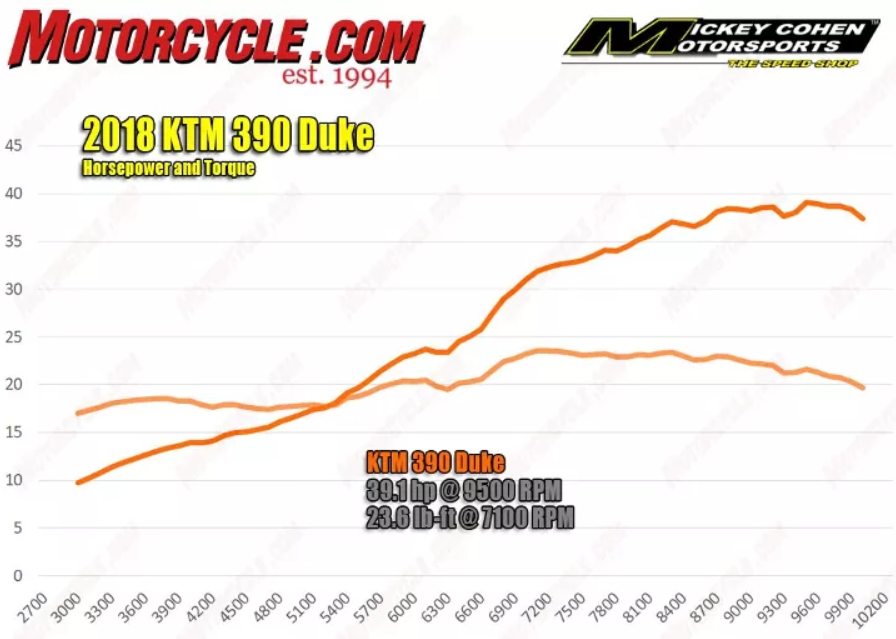 MOTORCYCLE.COM
est. 1994
MICKEY COHEN
MOTORSPORTS
THE SPEED SHOP
™
2018 KTM 390 Duke
Horsepower and Torque
45
40
35
30
25
20
15
10
5
0
KTM 390 Duke
39.1 hp @ 9500 RPM
23.6 lb-ft @ 7100 RPM
2700 3000 3300 3600 3900 4200 4500 4800 5100 5400 5700 6000 6300 6600 6900 7200 7500 7800 8100 8400 8700 9000 9300 9600 9900 10200